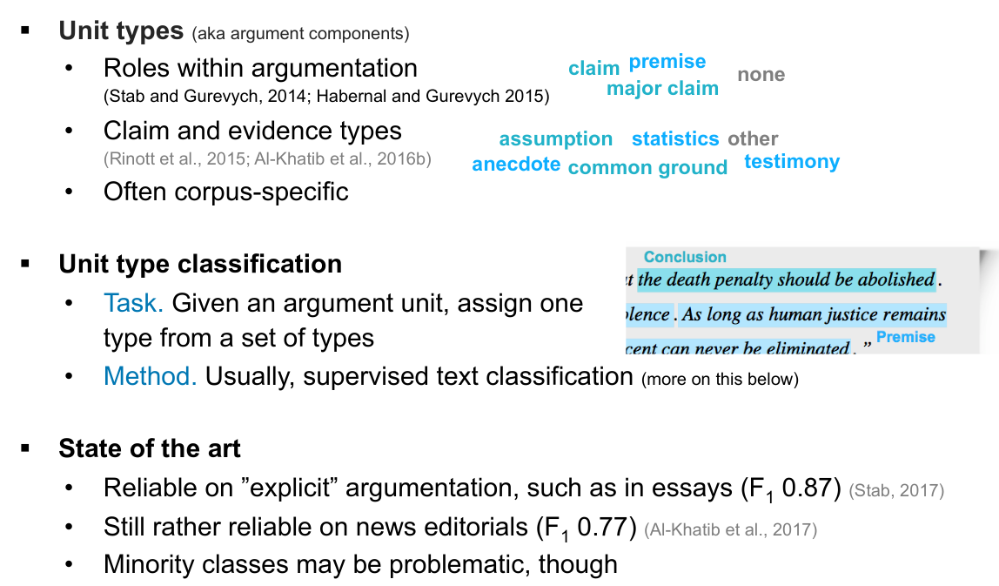 ▪ Unit types (aka argument components)
• Roles within argumentation
(Stab and Gurevych, 2014; Habernal and Gurevych 2015)
claim premise none
major claim
• Claim and evidence types
(Rinott et al., 2015; Al-Khatib et al., 2016b)
assumption statistics other
anecdote common ground testimony
• Often corpus-specific
▪ Unit type classification
• Task. Given an argument unit, assign one
type from a set of types
• Method. Usually, supervised text classification (more on this below)
Conclusion
the death penalty should be abolished .
lence . As long as human justice remains
Premise
cent can never be eliminated . ”
▪ State of the art
• Reliable on ”explicit” argumentation, such as in essays (F1 0.87) (Stab, 2017)
• Still rather reliable on news editorials (F1 0.77) (Al-Khatib et al., 2017)
• Minority classes may be problematic, though